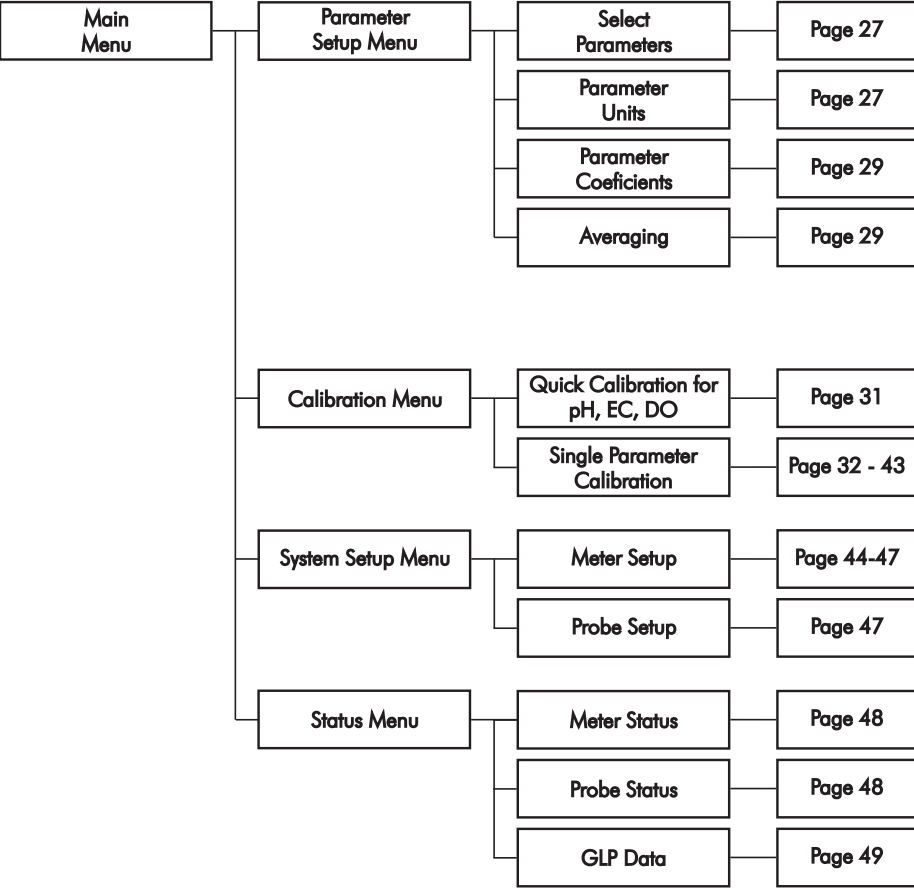 Main
Menu
Parameter
Setup Menu
Select
Parameters
Page 27
Parameter
Units
Page 27
Parameter
Coeficients
Page 29
Averaging
Page 29
Calibration Menu
Quick Calibration for
pH, EC, DO
Page 31
Single Parameter
Calibration
Page 32 - 43
System Setup Menu
Meter Setup
Page 44-47
Probe Setup
Page 47
Status Menu
Meter Status
Page 48
Probe Status
Page 48
GLP Data
Page 49